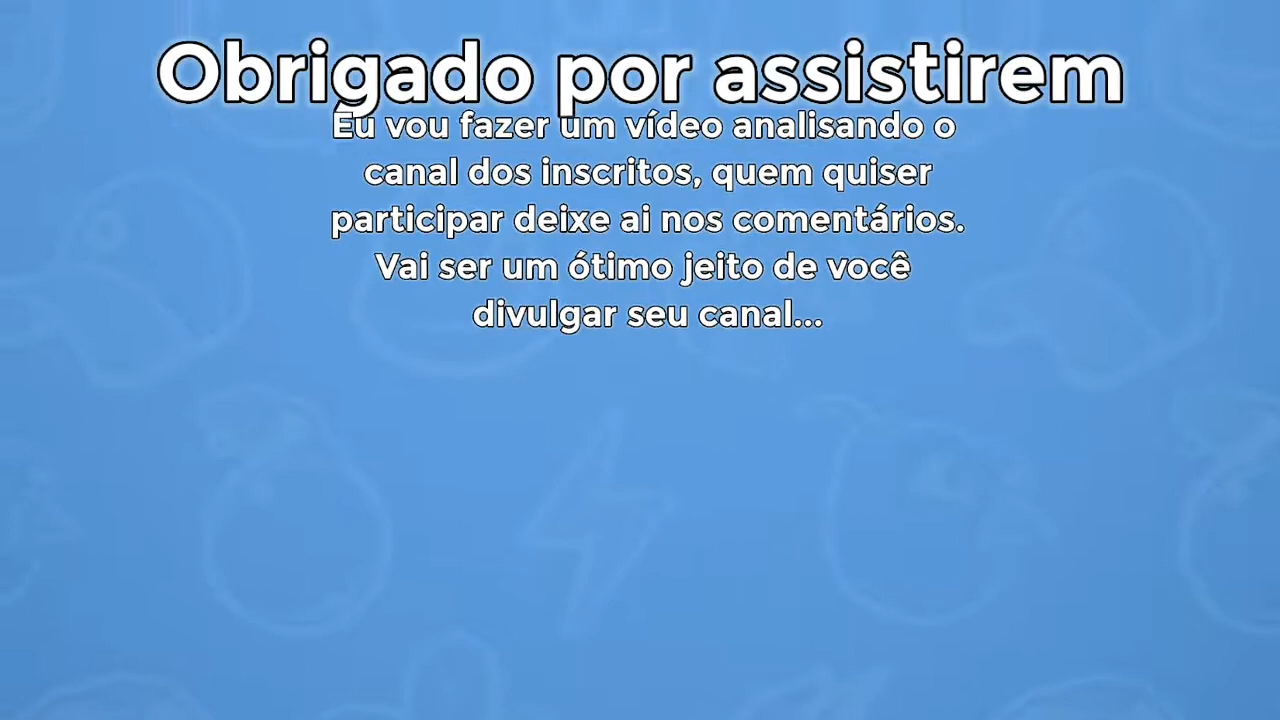 Obrigado por assistirem
Eu vou fazer um vídeo analisando o
canal dos inscritos, quem quiser
participar deixe ai nos comentários.
Vai ser um ótimo jeito de você
divulgar seu canal...